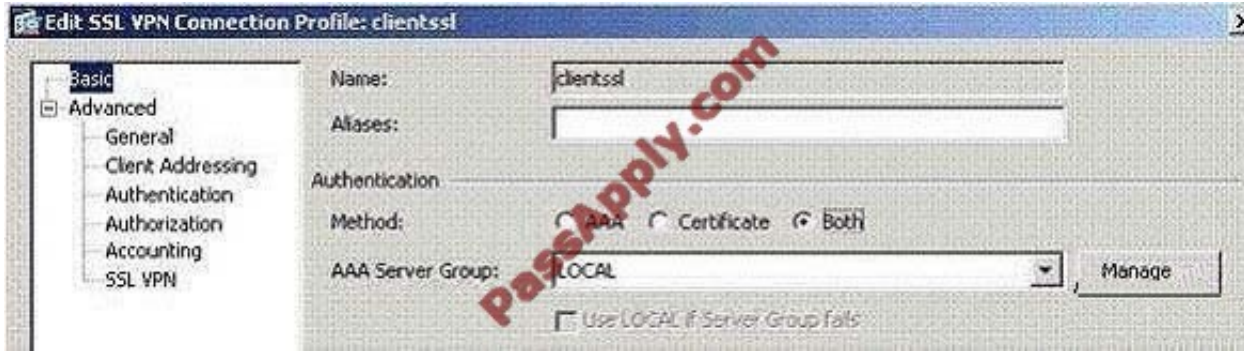 Edit SSL VPN Connection Profile: clientssl
Basic
Advanced
General
Client Addressing
Authentication
Authorization
Accounting
SSL VPN
Name: clientssl
Aliases:
Authentication
Method: AAA Certificate Both
AAA Server Group: LOCAL Manage
Use LOCAL if Server Group fails
PassApply.com